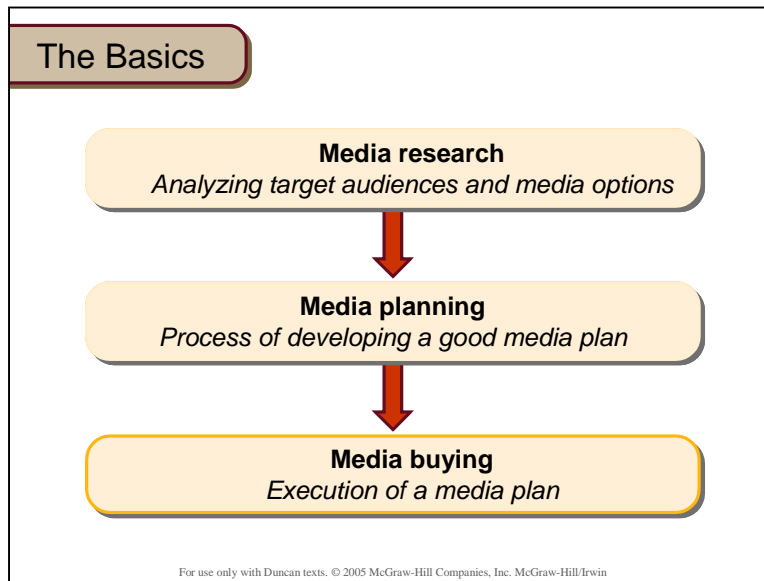 The Basics
Media research
Analyzing target audiences and media options
Media planning
Process of developing a good media plan
Media buying
Execution of a media plan
For use only with Duncan texts. © 2005 McGraw-Hill Companies, Inc. McGraw-Hill/Irwin